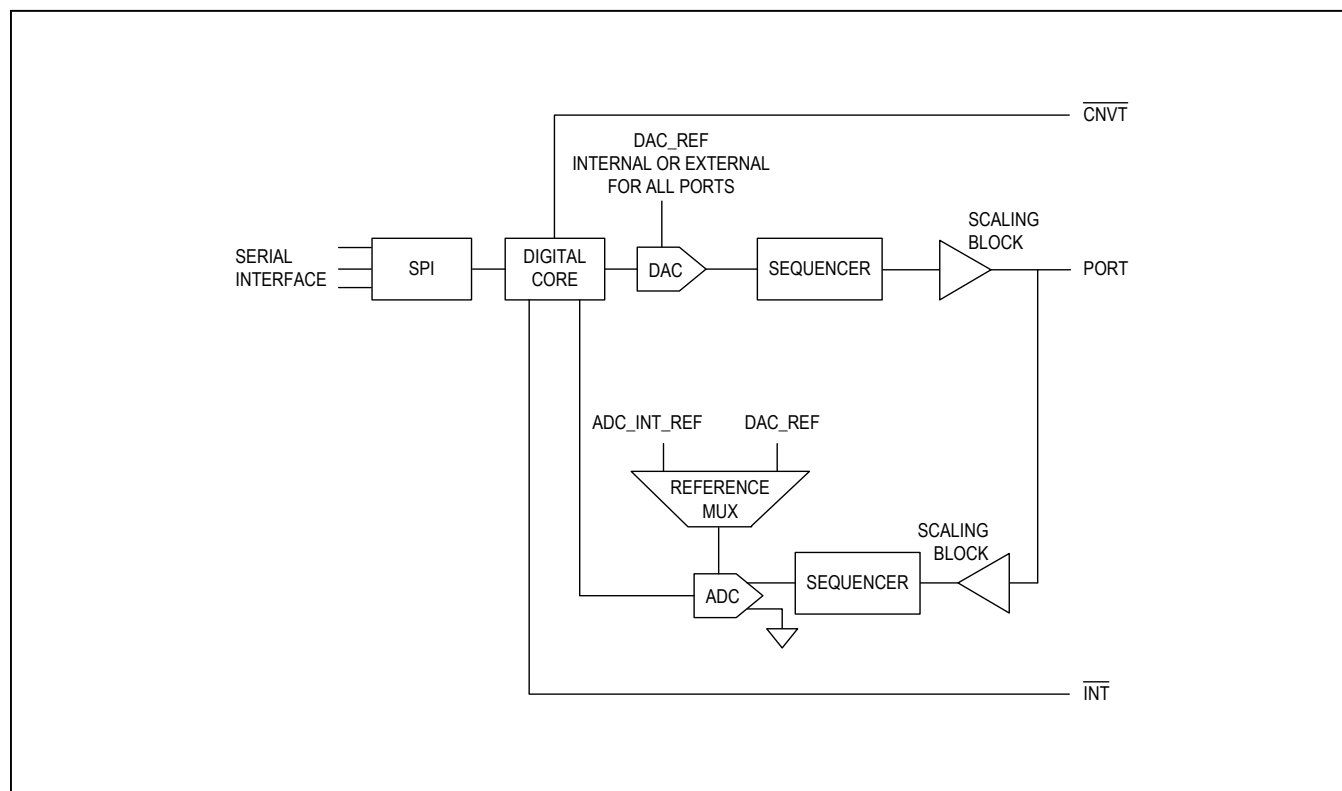 CNVT
DAC_REF
INTERNAL OR EXTERNAL
FOR ALL PORTS
SCALING
BLOCK
SERIAL
INTERFACE
SPI
DIGITAL
CORE
DAC
SEQUENCER
PORT
ADC_INT_REF
DAC_REF
REFERENCE
MUX
SCALING
BLOCK
ADC
SEQUENCER
INT